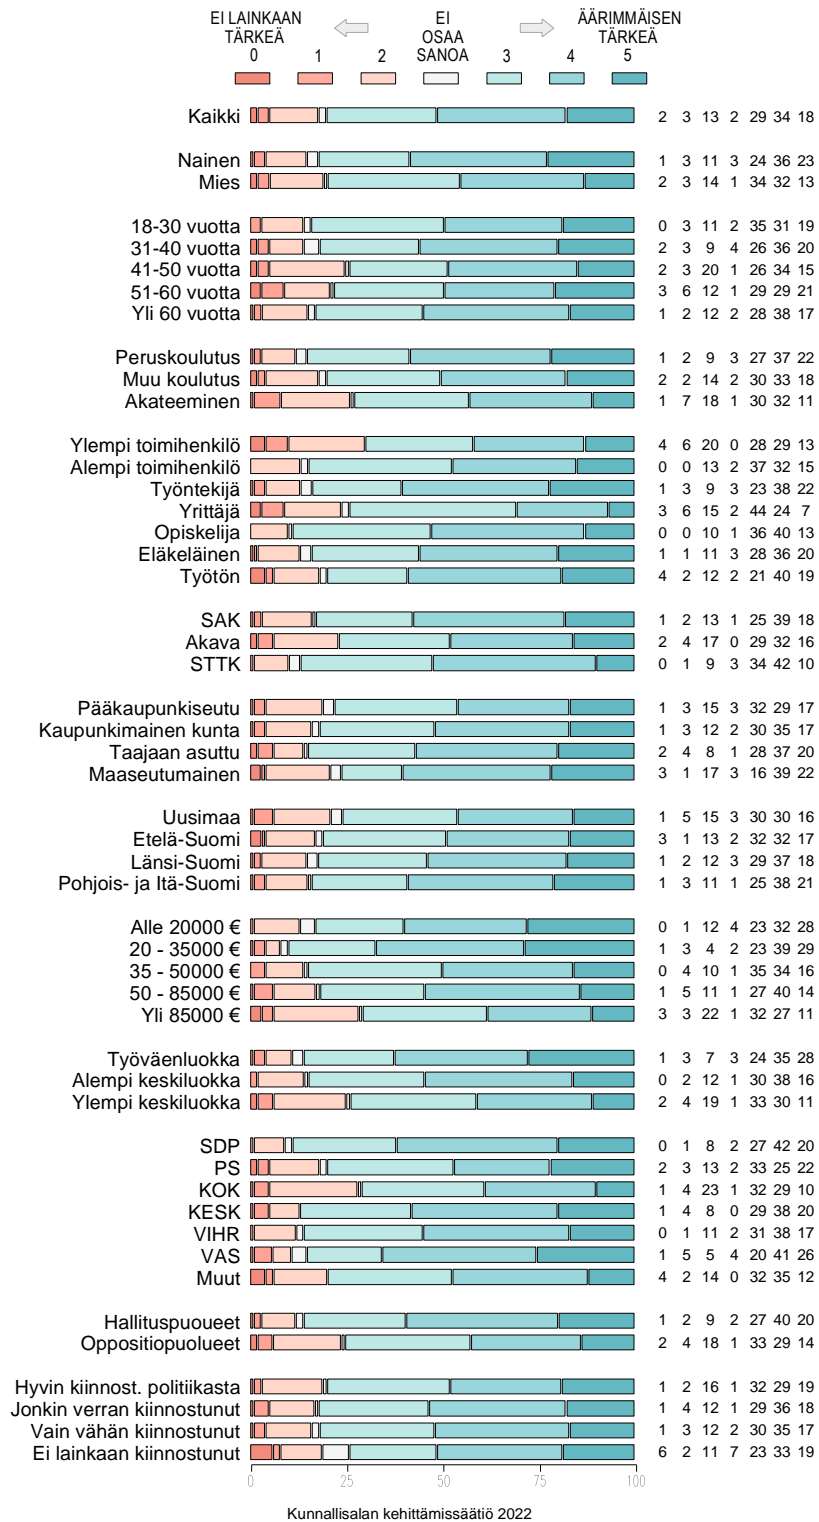 EI LAINKAAN EI ÄÄRIMMÄISEN
TÄRKEÄ OSAA TÄRKEÄ
SANOA
0 1 2 3 4 5
Kaikki 2 3 13 2 29 34 18
Nainen 1 3 11 3 24 36 23
Mies 2 3 14 1 34 32 13
18-30 vuotta 0 3 11 2 35 31 19
31-40 vuotta 2 3 9 4 26 36 20
41-50 vuotta 2 3 20 1 26 34 15
51-60 vuotta 3 6 12 1 29 29 21
Yli 60 vuotta 1 2 12 2 28 38 17
Peruskoulutus 1 2 9 3 27 37 22
Muu koulutus 2 2 14 2 30 33 18
Akateeminen 1 7 18 1 30 32 11
Ylempi toimihenkilö 4 6 20 0 28 29 13
Alempi toimihenkilö 0 0 13 2 37 32 15
Työntekijä 1 3 9 3 23 38 22
Yrittäjä 3 6 15 2 44 24 7
Opiskelija 0 0 10 1 36 40 13
Eläkeläinen 1 1 11 3 28 36 20
Työtön 4 2 12 2 21 40 19
SAK 1 2 13 1 25 39 18
Akava 2 4 17 0 29 32 16
STTK 0 1 9 3 34 42 10
Pääkaupunkiseutu 1 3 15 3 32 29 17
Kaupunkimainen kunta 1 3 12 2 30 35 17
Taajaan asuttu 2 4 8 1 28 37 20
Maaseutumainen 3 1 17 3 16 39 22
Uusimaa 1 5 15 3 30 30 16
Etelä-Suomi 3 1 13 2 32 32 17
Länsi-Suomi 1 2 12 3 29 37 18
Pohjois- ja Itä-Suomi 1 3 11 1 25 38 21
Alle 20000 € 0 1 12 4 23 32 28
20 - 35000 € 1 3 4 2 23 39 29
35 - 50000 € 0 4 10 1 35 34 16
50 - 85000 € 1 5 11 1 27 40 14
Yli 85000 € 3 3 22 1 32 27 11
Työväenluokka 1 3 7 3 24 35 28
Alempi keskiluokka 0 2 12 1 30 38 16
Ylempi keskiluokka 2 4 19 1 33 30 11
SDP 0 1 8 2 27 42 20
PS 2 3 13 2 33 25 22
KOK 1 4 23 1 32 29 10
KESK 1 4 8 0 29 38 20
VIHR 0 1 11 2 31 38 17
VAS 1 5 5 4 20 41 26
Muut 4 2 14 0 32 35 12
Hallituspuoueet 1 2 9 2 27 40 20
Oppositiopuolueet 2 4 18 1 33 29 14
Hyvin kiinnost. politiikasta 1 2 16 1 32 29 19
Jonkin verran kiinnostunut 1 4 12 1 29 36 18
Vain vähän kiinnostunut 1 3 12 2 30 35 17
Ei lainkaan kiinnostunut 6 2 11 7 23 33 19
0 25 50 75 100
Kunnallisalan kehittämissäätiö 2022